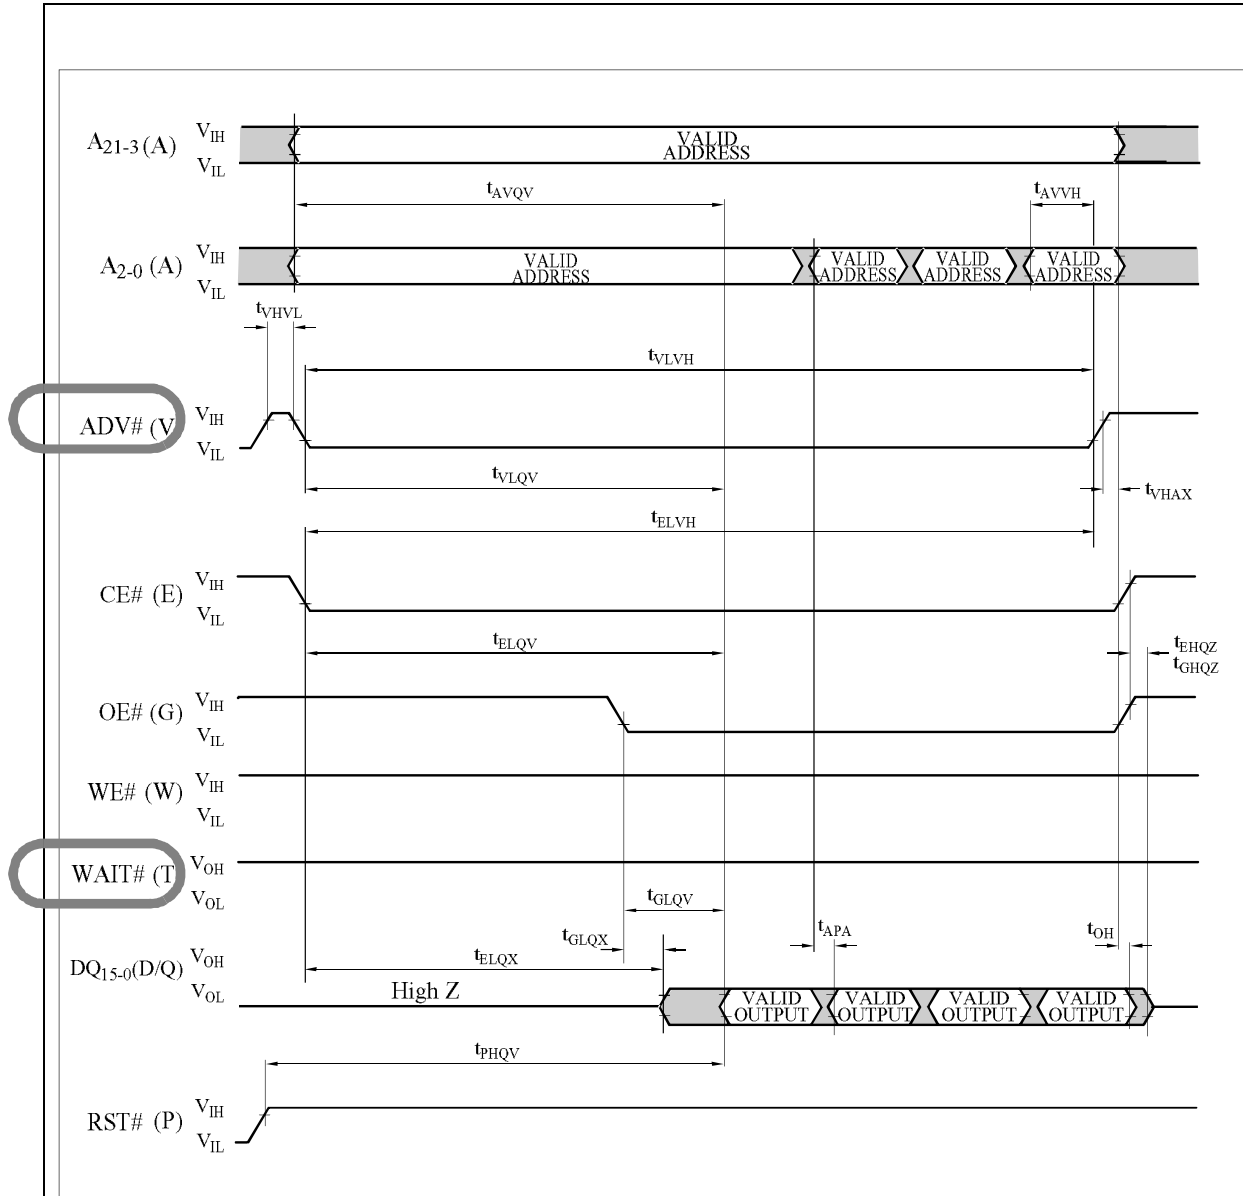 A21-3 (A) VIH
VIL
VALID
ADDRESS
tAVQV
tAVVH
A2-0 (A) VIH
VIL
VALID
ADDRESS
VALID
ADDRESS
VALID
ADDRESS
VALID
ADDRESS
tVHVL
tVLVH
ADV# (V VIH
VIL
tVLQV
tVHAX
tELVH
CE# (E) VIH
VIL
tELQV
tEHQZ
tGHQZ
OE# (G) VIH
VIL
WE# (W) VIH
VIL
WAIT# (T VOH
VOL
tGLQV
tGLQX
tAPA
tOH
tELQX
DQ15-0(D/Q) VOH
VOL
High Z
VALID
OUTPUT
VALID
OUTPUT
VALID
OUTPUT
VALID
OUTPUT
tPHQV
RST# (P) VIH
VIL